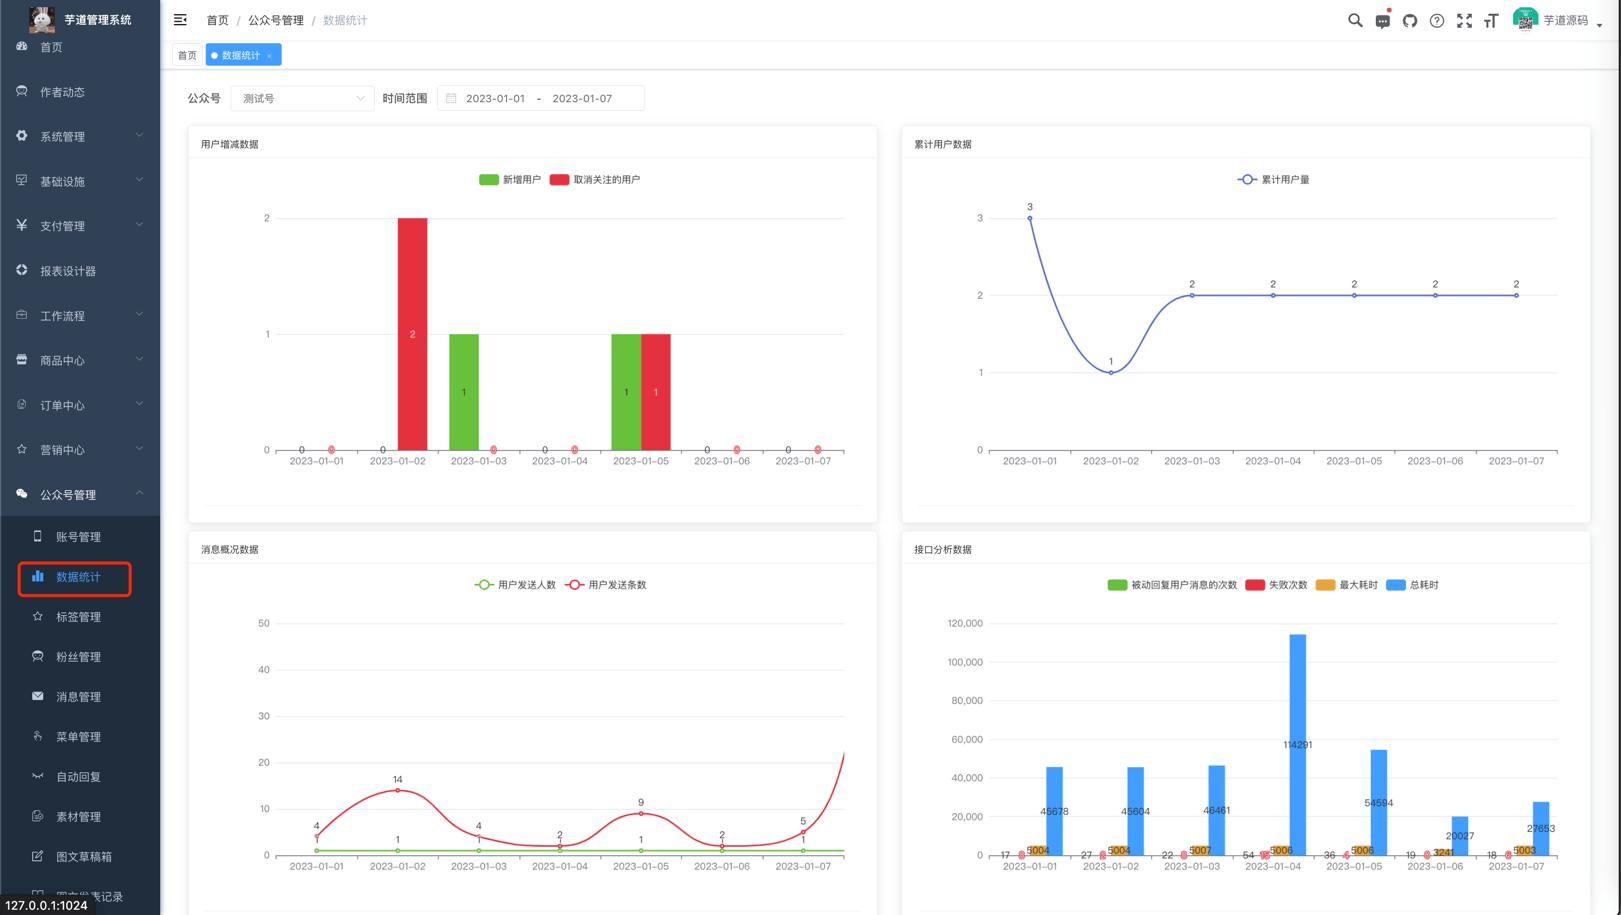 芋道管理系统
首页 / 公众号管理 / 数据统计
芋道源码
首页
数据统计 ×
首页
作者动态
系统管理
基础设施
支付管理
报表设计器
工作流程
商品中心
订单中心
营销中心
公众号管理
账号管理
数据统计
标签管理
粉丝管理
消息管理
菜单管理
自动回复
素材管理
图文草稿箱
表记录
127.0.0.1:1024
公众号 测试号 时间范围 2023-01-01 - 2023-01-07
用户增减数据
新增用户 取消关注的用户
2
1
0
2
1
1 1
0 0 0 0 0 0 0 0 0 0
2023-01-01 2023-01-02 2023-01-03 2023-01-04 2023-01-05 2023-01-06 2023-01-07
累计用户数据
累计用户量
3
2
1
0
3 1 2 2 2 2 2
2023-01-01 2023-01-02 2023-01-03 2023-01-04 2023-01-05 2023-01-06 2023-01-07
消息概况数据
用户发送人数 用户发送条数
50
40
30
20
10
0
4 14 4 2 9 2 5
1 1 1 1 1 1 1
2023-01-01 2023-01-02 2023-01-03 2023-01-04 2023-01-05 2023-01-06 2023-01-07
接口分析数据
被动回复用户消息的次数 失败次数 最大耗时 总耗时
120,000
100,000
80,000
60,000
40,000
20,000
0
45678 45604 46461 114291 54594 20027 27653
17 0 5004 27 5004 22 0 5007 54 5006 36 5006 19 0 3241 18 0 5003
2023-01-01 2023-01-02 2023-01-03 2023-01-04 2023-01-05 2023-01-06 2023-01-07